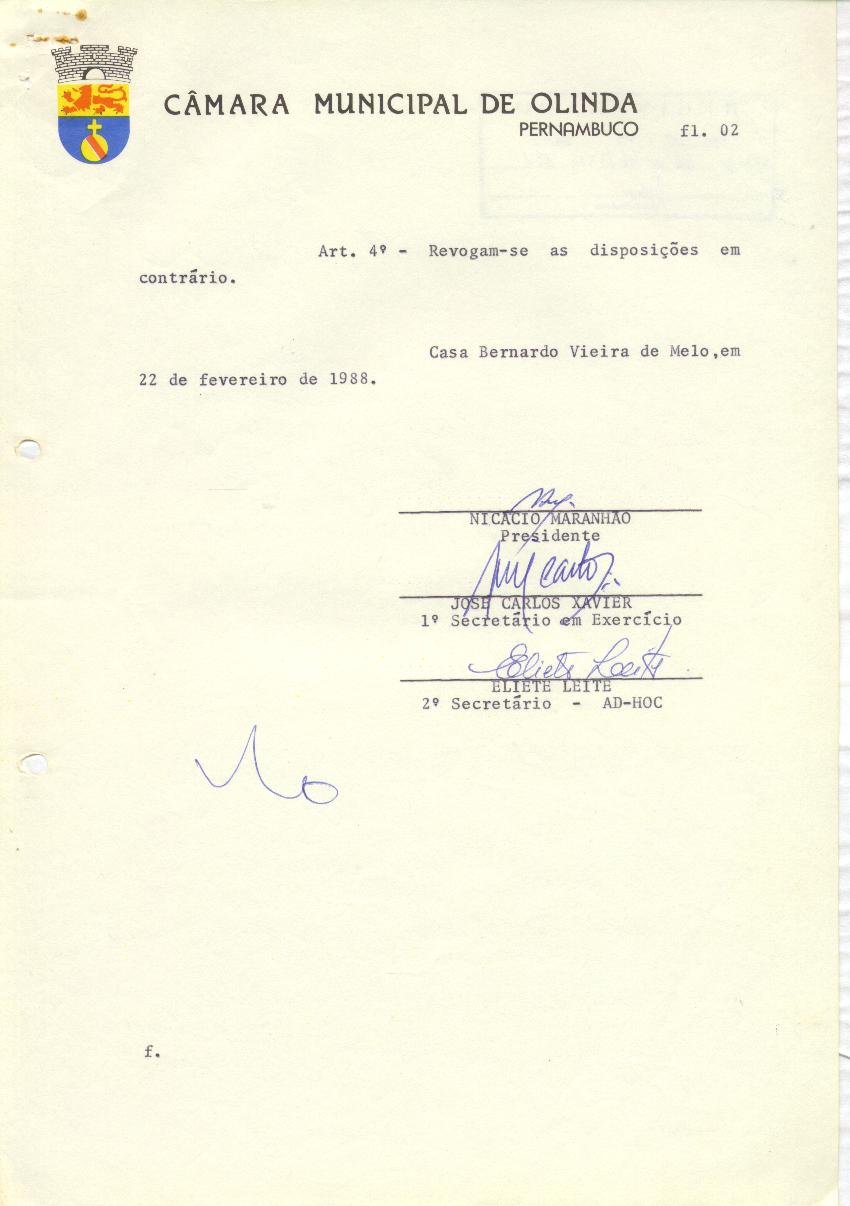 CÂMARA MUNICIPAL DE OLINDA
PERNAMBUCO fl. 02
Art. 4º - Revogam-se as disposições em
contrário.
Casa Bernardo Vieira de Melo,em
22 de fevereiro de 1988.
NICÁCIO MARANHÃO
Presidente
JOSÉ CARLOS XAVIER
1º Secretário em Exercício
Eliete Leite
ELIETE LEITE
2º Secretário - AD-HOC
f.